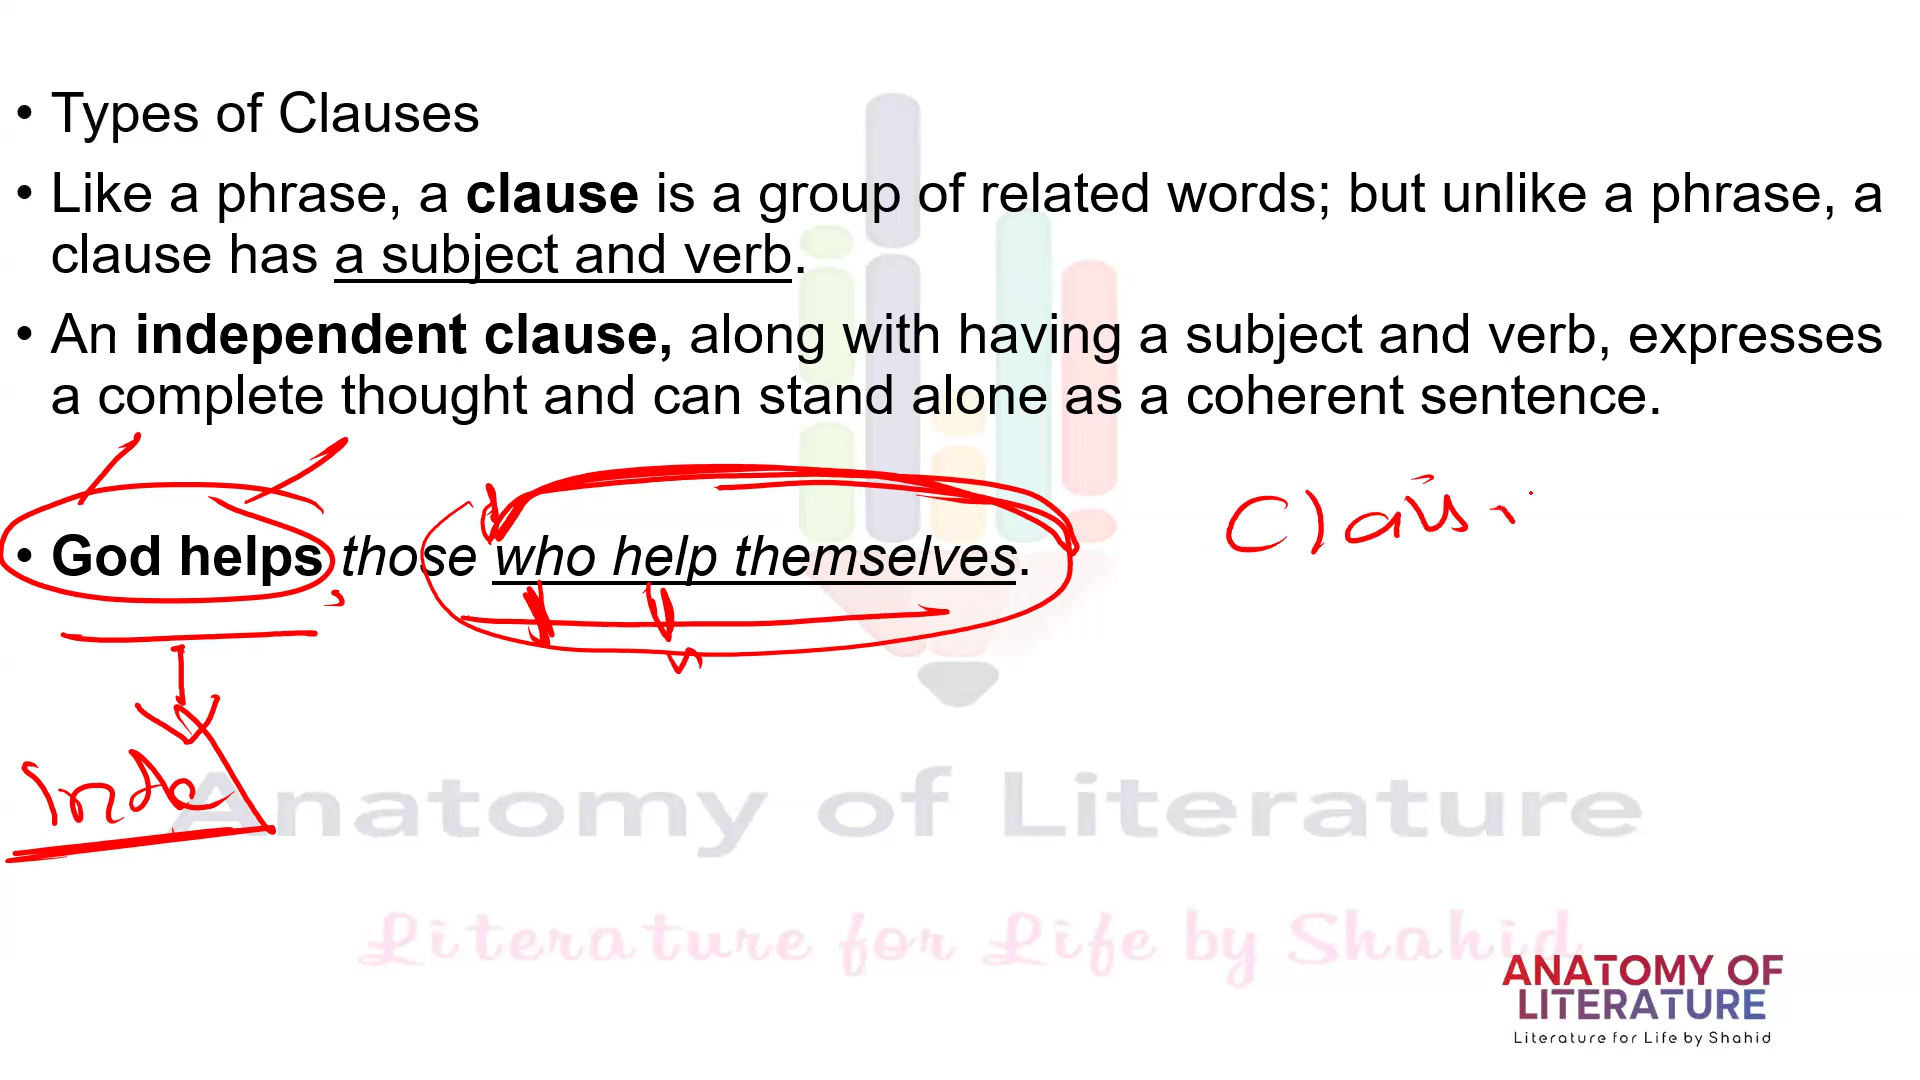 • Types of Clauses
• Like a phrase, a clause is a group of related words; but unlike a phrase, a
clause has a subject and verb.
• An independent clause, along with having a subject and verb, expresses
a complete thought and can stand alone as a coherent sentence.
• God helps those who help themselves.
Anatomy of Literature
Literature for Life by Shahid
ANATOMY OF
LITERATURE
Literature for Life by Shahid